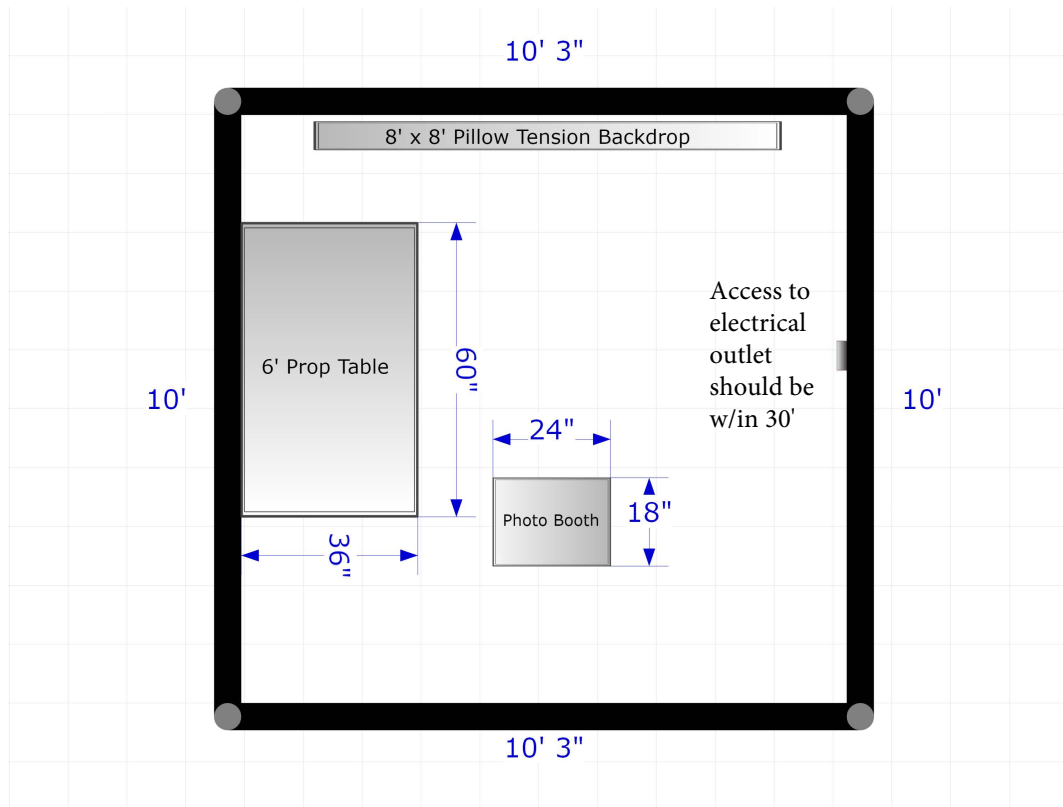 10' 3"
8' x 8' Pillow Tension Backdrop
Access to
electrical
outlet
should be
w/in 30'
6' Prop Table
60"
10'
10'
24"
18"
Photo Booth
36"
10' 3"